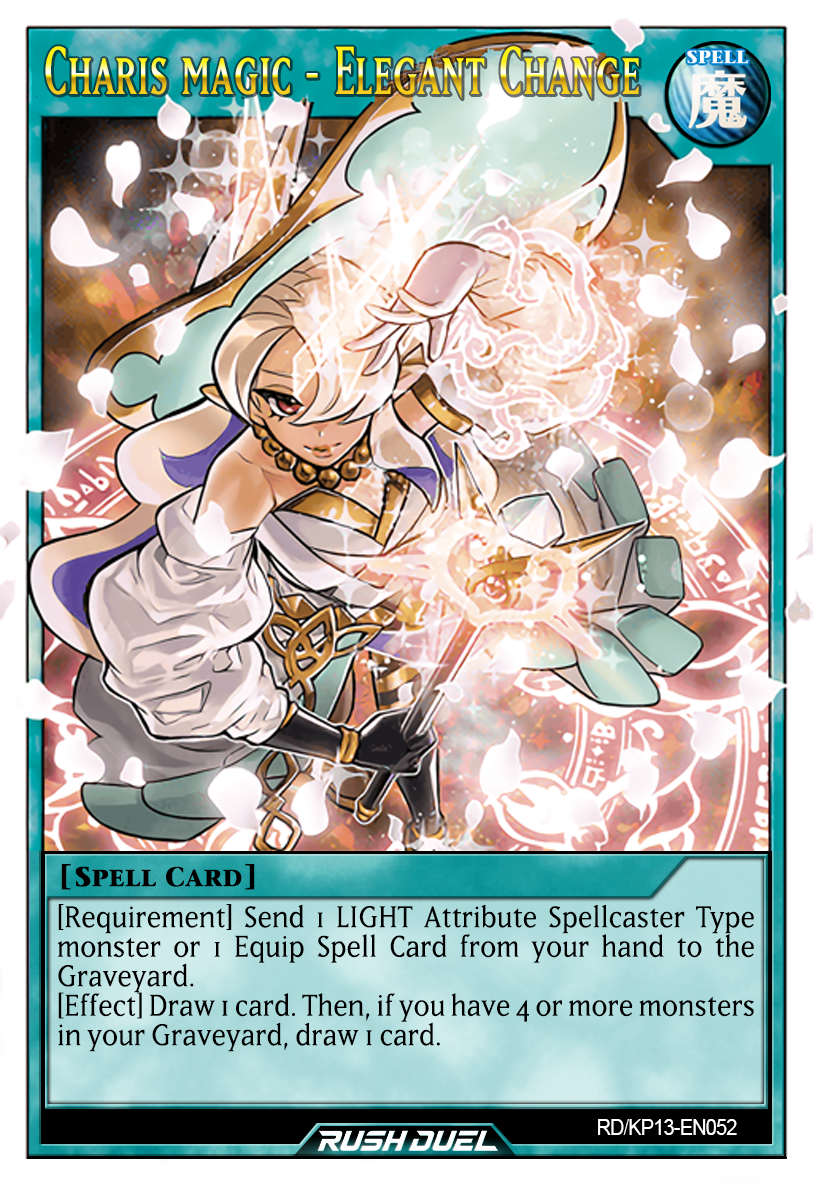 Charis magic - Elegant Change
SPELL
魔
[Spell Card]
[Requirement] Send 1 LIGHT Attribute Spellcaster Type
monster or 1 Equip Spell Card from your hand to the
Graveyard.
[Effect] Draw 1 card. Then, if you have 4 or more monsters
in your Graveyard, draw 1 card.
RD/KP13-EN052
RUSH DUEL